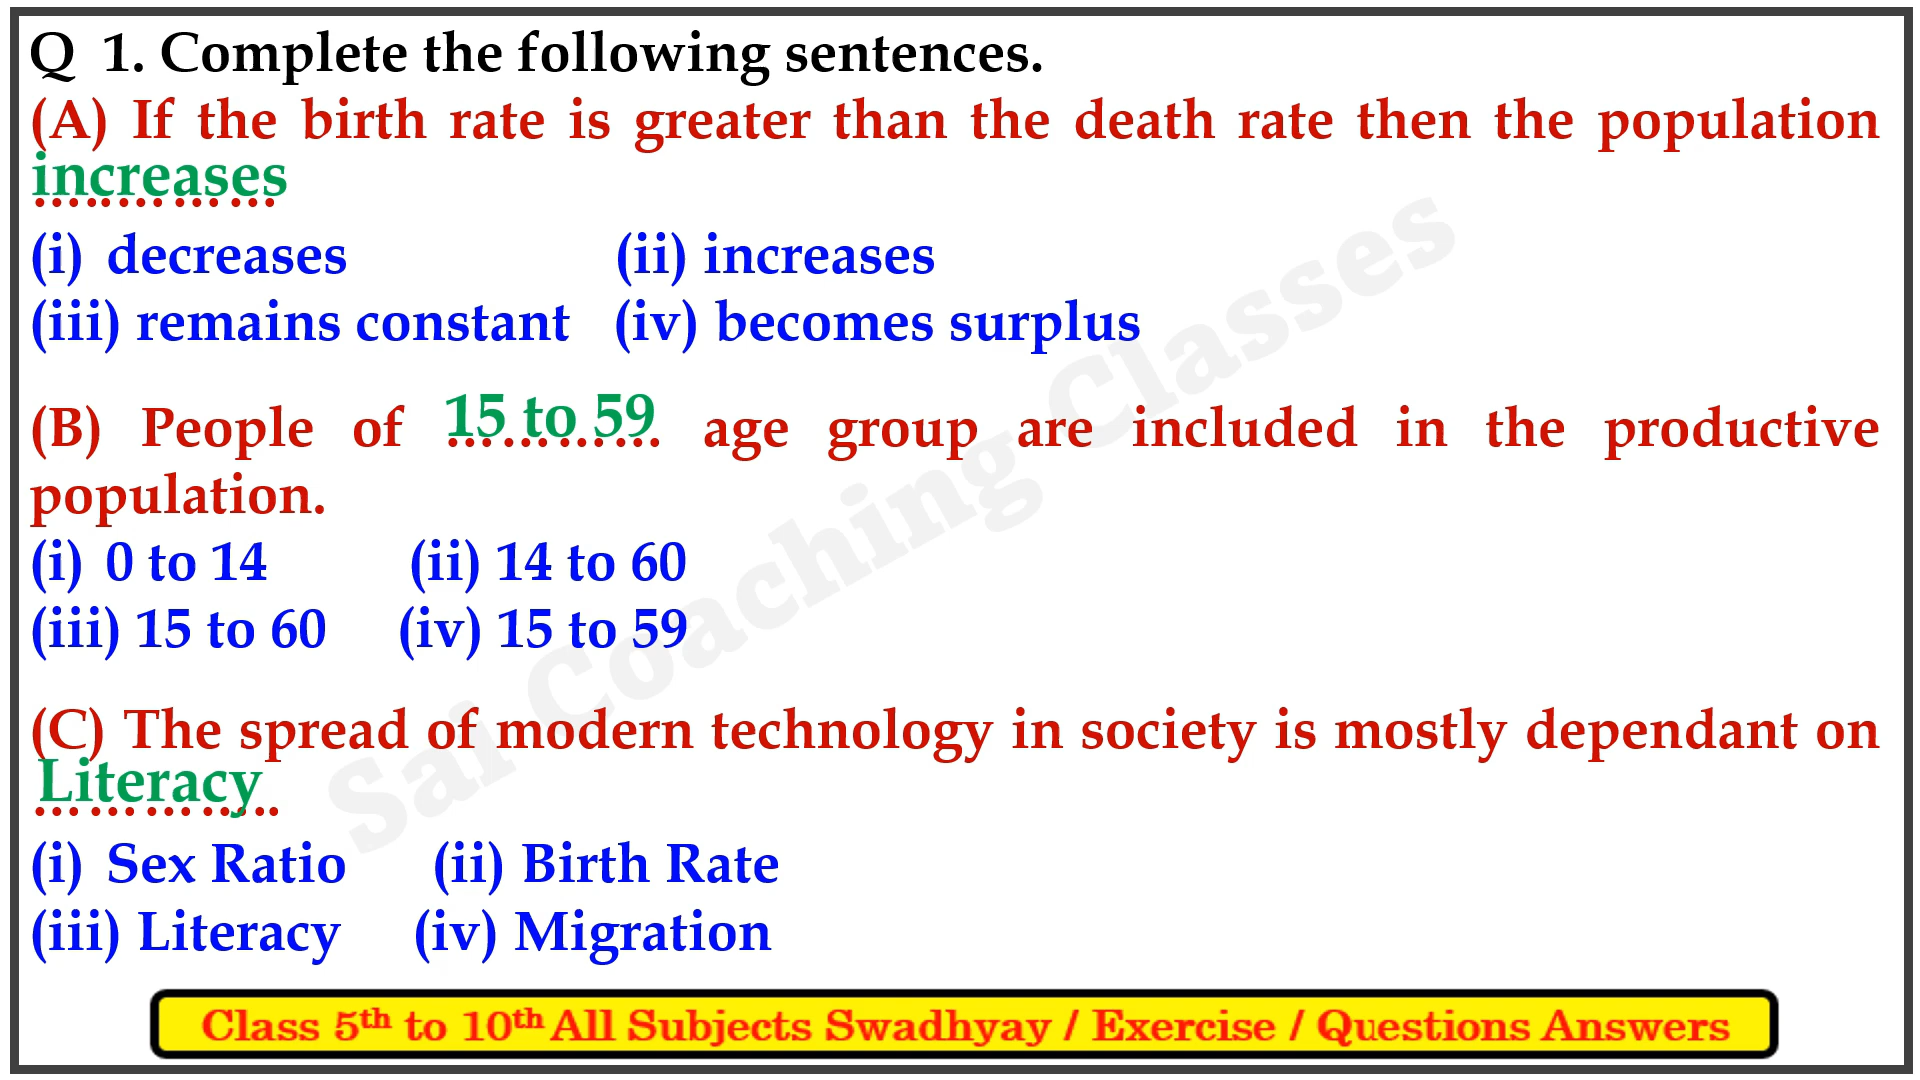 Q 1. Complete the following sentences.
(A) If the birth rate is greater than the death rate then the population
increases
(i) decreases (ii) increases
(iii) remains constant (iv) becomes surplus
(B) People of 15 to 59 age group are included in the productive
population.
(i) 0 to 14 (ii) 14 to 60
(iii) 15 to 60 (iv) 15 to 59
(C) The spread of modern technology in society is mostly dependant on
Literacy
(i) Sex Ratio (ii) Birth Rate
(iii) Literacy (iv) Migration
Sai Coaching Classes
Class 5th to 10th All Subjects Swadhyay / Exercise / Questions Answers